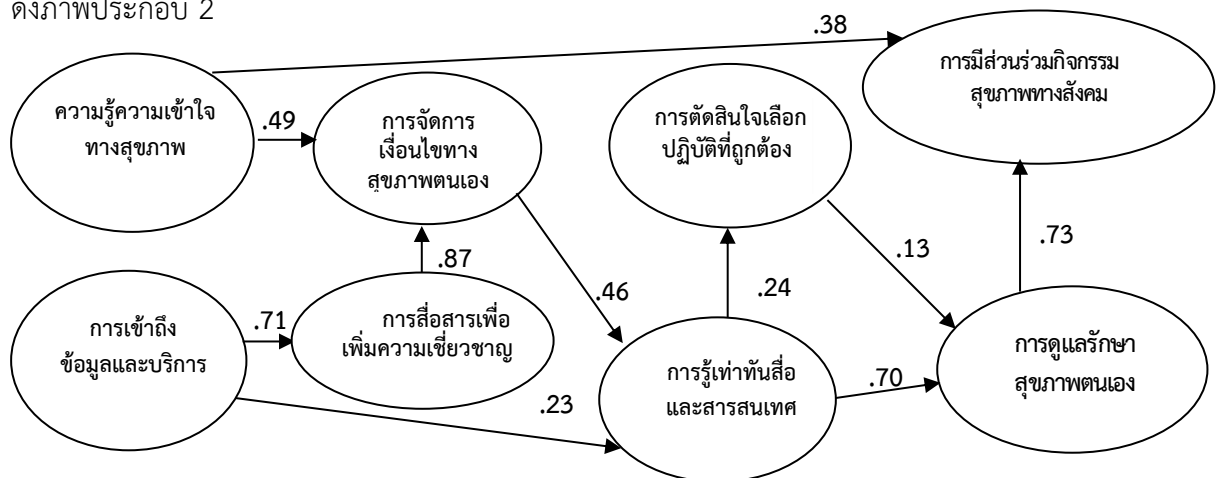 ดังภาพประกอบ 2
.38
การมีส่วนร่วมกิจกรรม
สุขภาพทางสังคม
ความรู้ความเข้าใจ
ทางสุขภาพ
.49
การจัดการ
เงื่อนไขทาง
สุขภาพตนเอง
การตัดสินใจเลือก
ปฏิบัติที่ถูกต้อง
.87
.46
.24
.13
.73
การเข้าถึง
ข้อมูลและบริการ
.71
การสื่อสารเพื่อ
เพิ่มความเชี่ยวชาญ
.23
การรู้เท่าทันสื่อ
และสารสนเทศ
.70
การดูแลรักษา
สุขภาพตนเอง